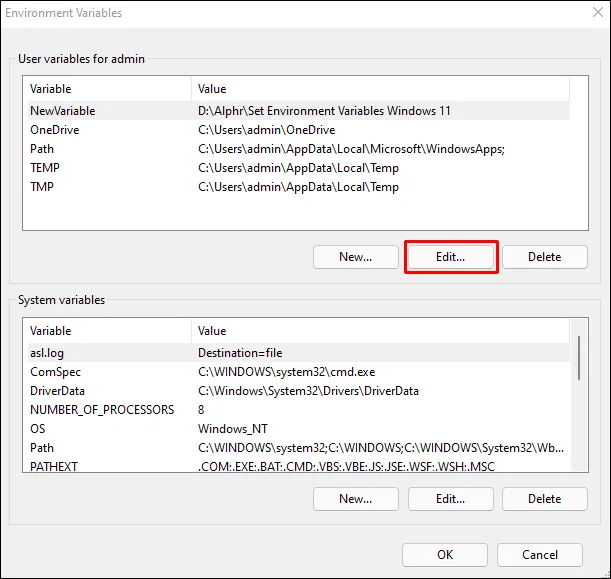 Environment Variables
User variables for admin
Variable Value
NewVariable D:\Alphr\Set Environment Variables Windows 11
OneDrive C:\Users\admin\OneDrive
Path C:\Users\admin\AppData\Local\Microsoft\WindowsApps;
TEMP C:\Users\admin\AppData\Local\Temp
TMP C:\Users\admin\AppData\Local\Temp
New... Edit... Delete
System variables
Variable Value
asl.log Destination=file
ComSpec C:\WINDOWS\system32\cmd.exe
DriverData C:\Windows\System32\Drivers\DriverData
NUMBER_OF_PROCESSORS 8
OS Windows_NT
Path C:\WINDOWS\system32;C:\WINDOWS;C:\WINDOWS\System32\Wb...
PATHEXT .COM;.EXE;.BAT;.CMD;.VBS;.VBE;.JS;.JSE;.WSF;.WSH;.MSC
New... Edit... Delete
OK Cancel